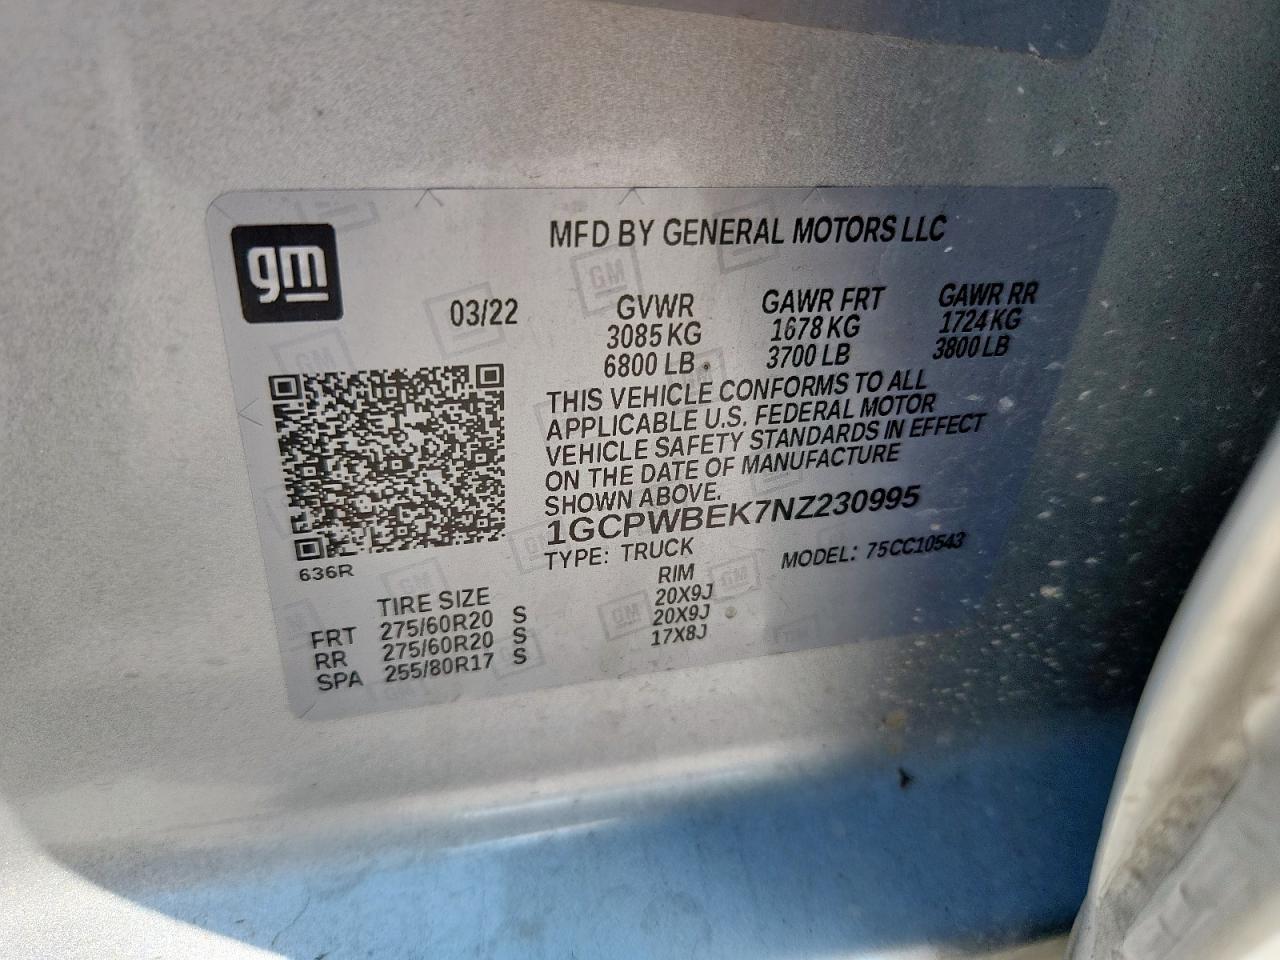 gm
MFD BY GENERAL MOTORS LLC
03/22 GVWR GAWR FRT GAWR RR
3085 KG 1678 KG 1724 KG
6800 LB 3700 LB 3800 LB
THIS VEHICLE CONFORMS TO ALL
APPLICABLE U.S. FEDERAL MOTOR
VEHICLE SAFETY STANDARDS IN EFFECT
ON THE DATE OF MANUFACTURE
SHOWN ABOVE.
1GCPWBEK7NZ230995
TYPE: TRUCK MODEL: 75CC10543
636R
TIRE SIZE RIM
FRT 275/60R20 S 20X9J
RR 275/60R20 S 20X9J
SPA 255/80R17 S 17X8J